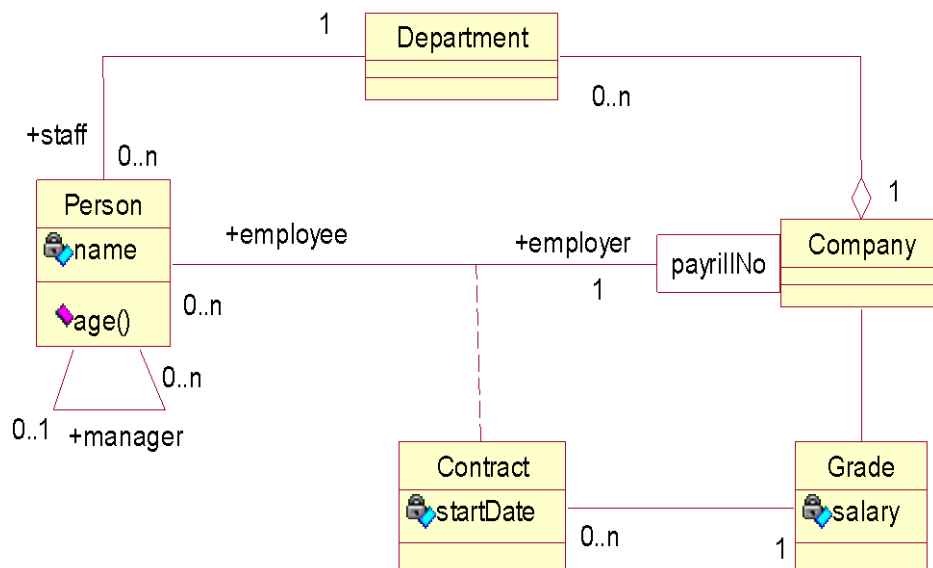 1
Department
0..n
+staff
0..n
1
Person
name
age()
+employee
0..n
+employer
1
payrillNo
Company
0..1
+manager
0..n
Contract
startDate
0..n
Grade
salary
1